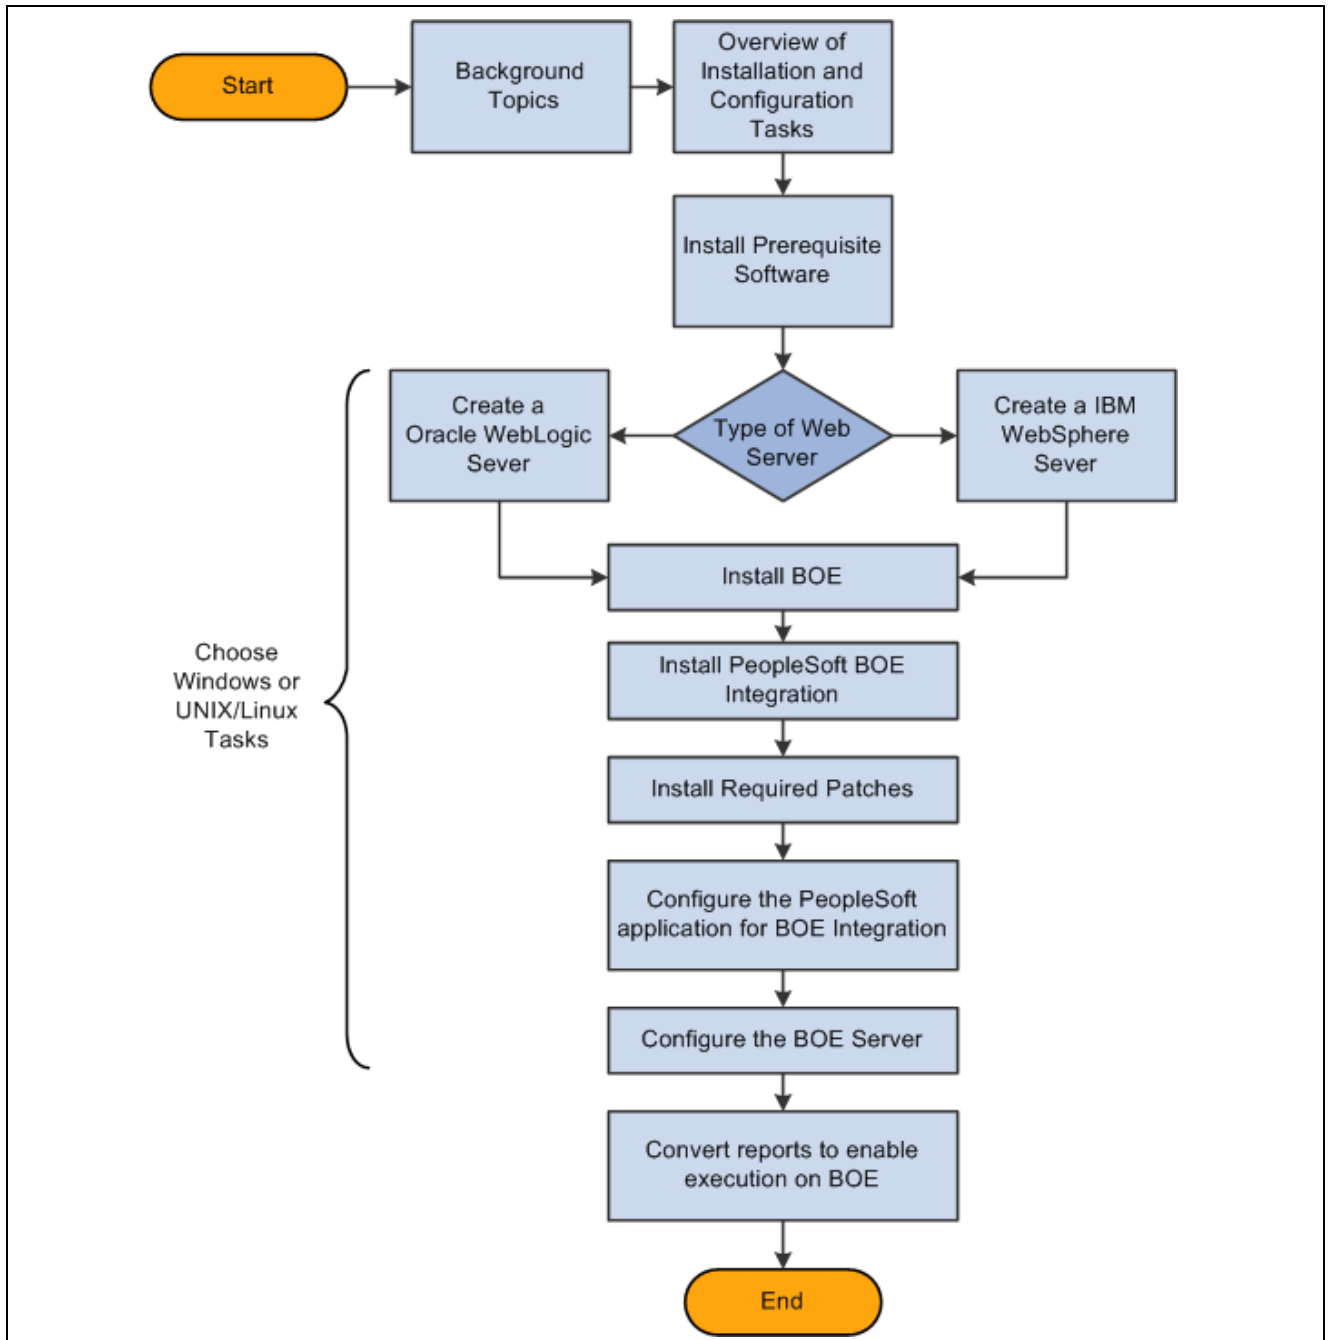 Start
Background
Topics
Overview of
Installation and
Configuration
Tasks
Install Prerequisite
Software
Create a
Oracle WebLogic
Sever
Type of Web
Server
Create a IBM
WebSphere
Sever
Install BOE
Choose
Windows or
UNIX/Linux
Tasks
Install PeopleSoft BOE
Integration
Install Required Patches
Configure the PeopleSoft
application for BOE Integration
Configure the BOE Server
Convert reports to enable
execution on BOE
End